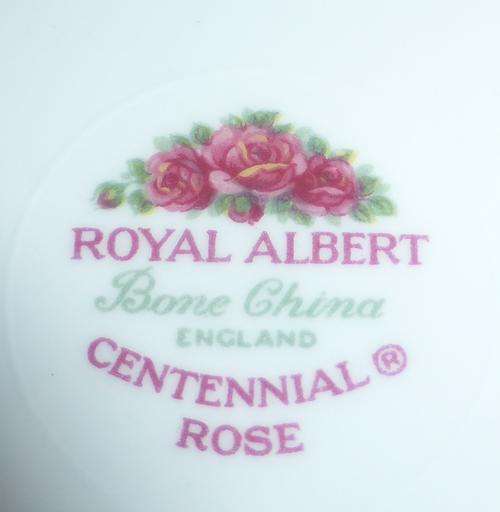 ROYAL ALBERT
Bone China
ENGLAND
CENTENNIAL ®
ROSE